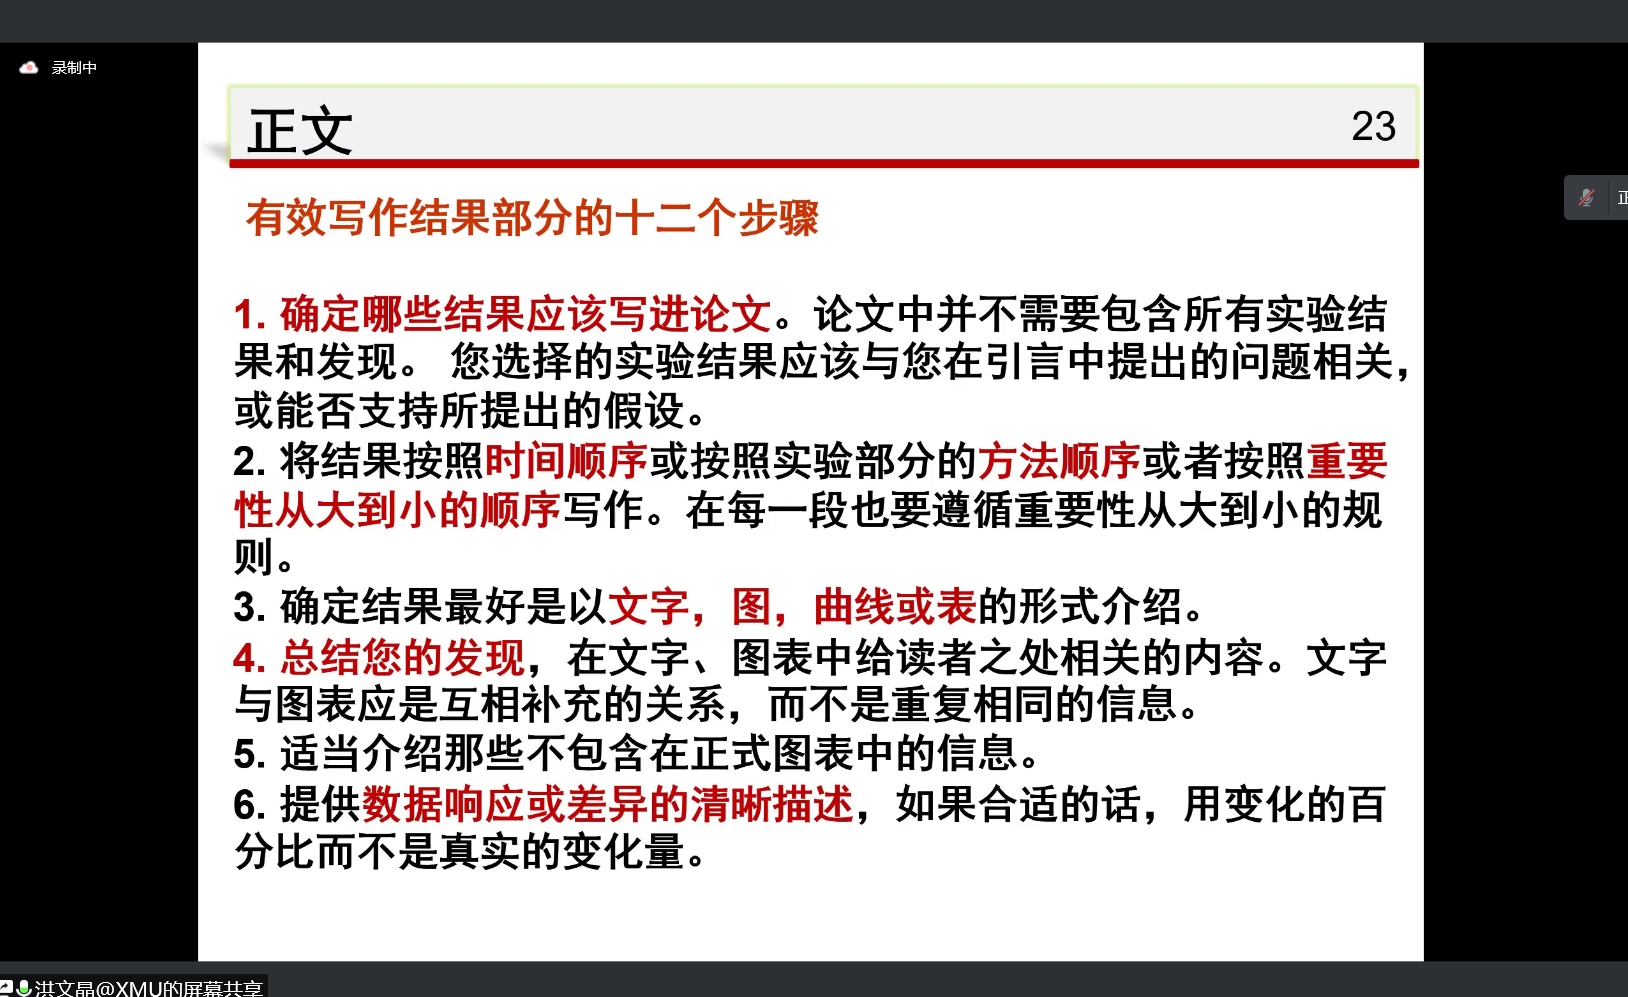 录制中
正文
23
有效写作结果部分的十二个步骤
1. 确定哪些结果应该写进论文。论文中并不需要包含所有实验结
果和发现。 您选择的实验结果应该与您在引言中提出的问题相关，
或能否支持所提出的假设。
2. 将结果按照时间顺序或按照实验部分的方法顺序或者按照重要
性从大到小的顺序写作。在每一段也要遵循重要性从大到小的规
则。
3. 确定结果最好是以文字，图，曲线或表的形式介绍。
4. 总结您的发现，在文字、图表中给读者之处相关的内容。文字
与图表应是互相补充的关系，而不是重复相同的信息。
5. 适当介绍那些不包含在正式图表中的信息。
6. 提供数据响应或差异的清晰描述，如果合适的话，用变化的百
分比而不是真实的变化量。
洪文晶@XMU的屏幕共享